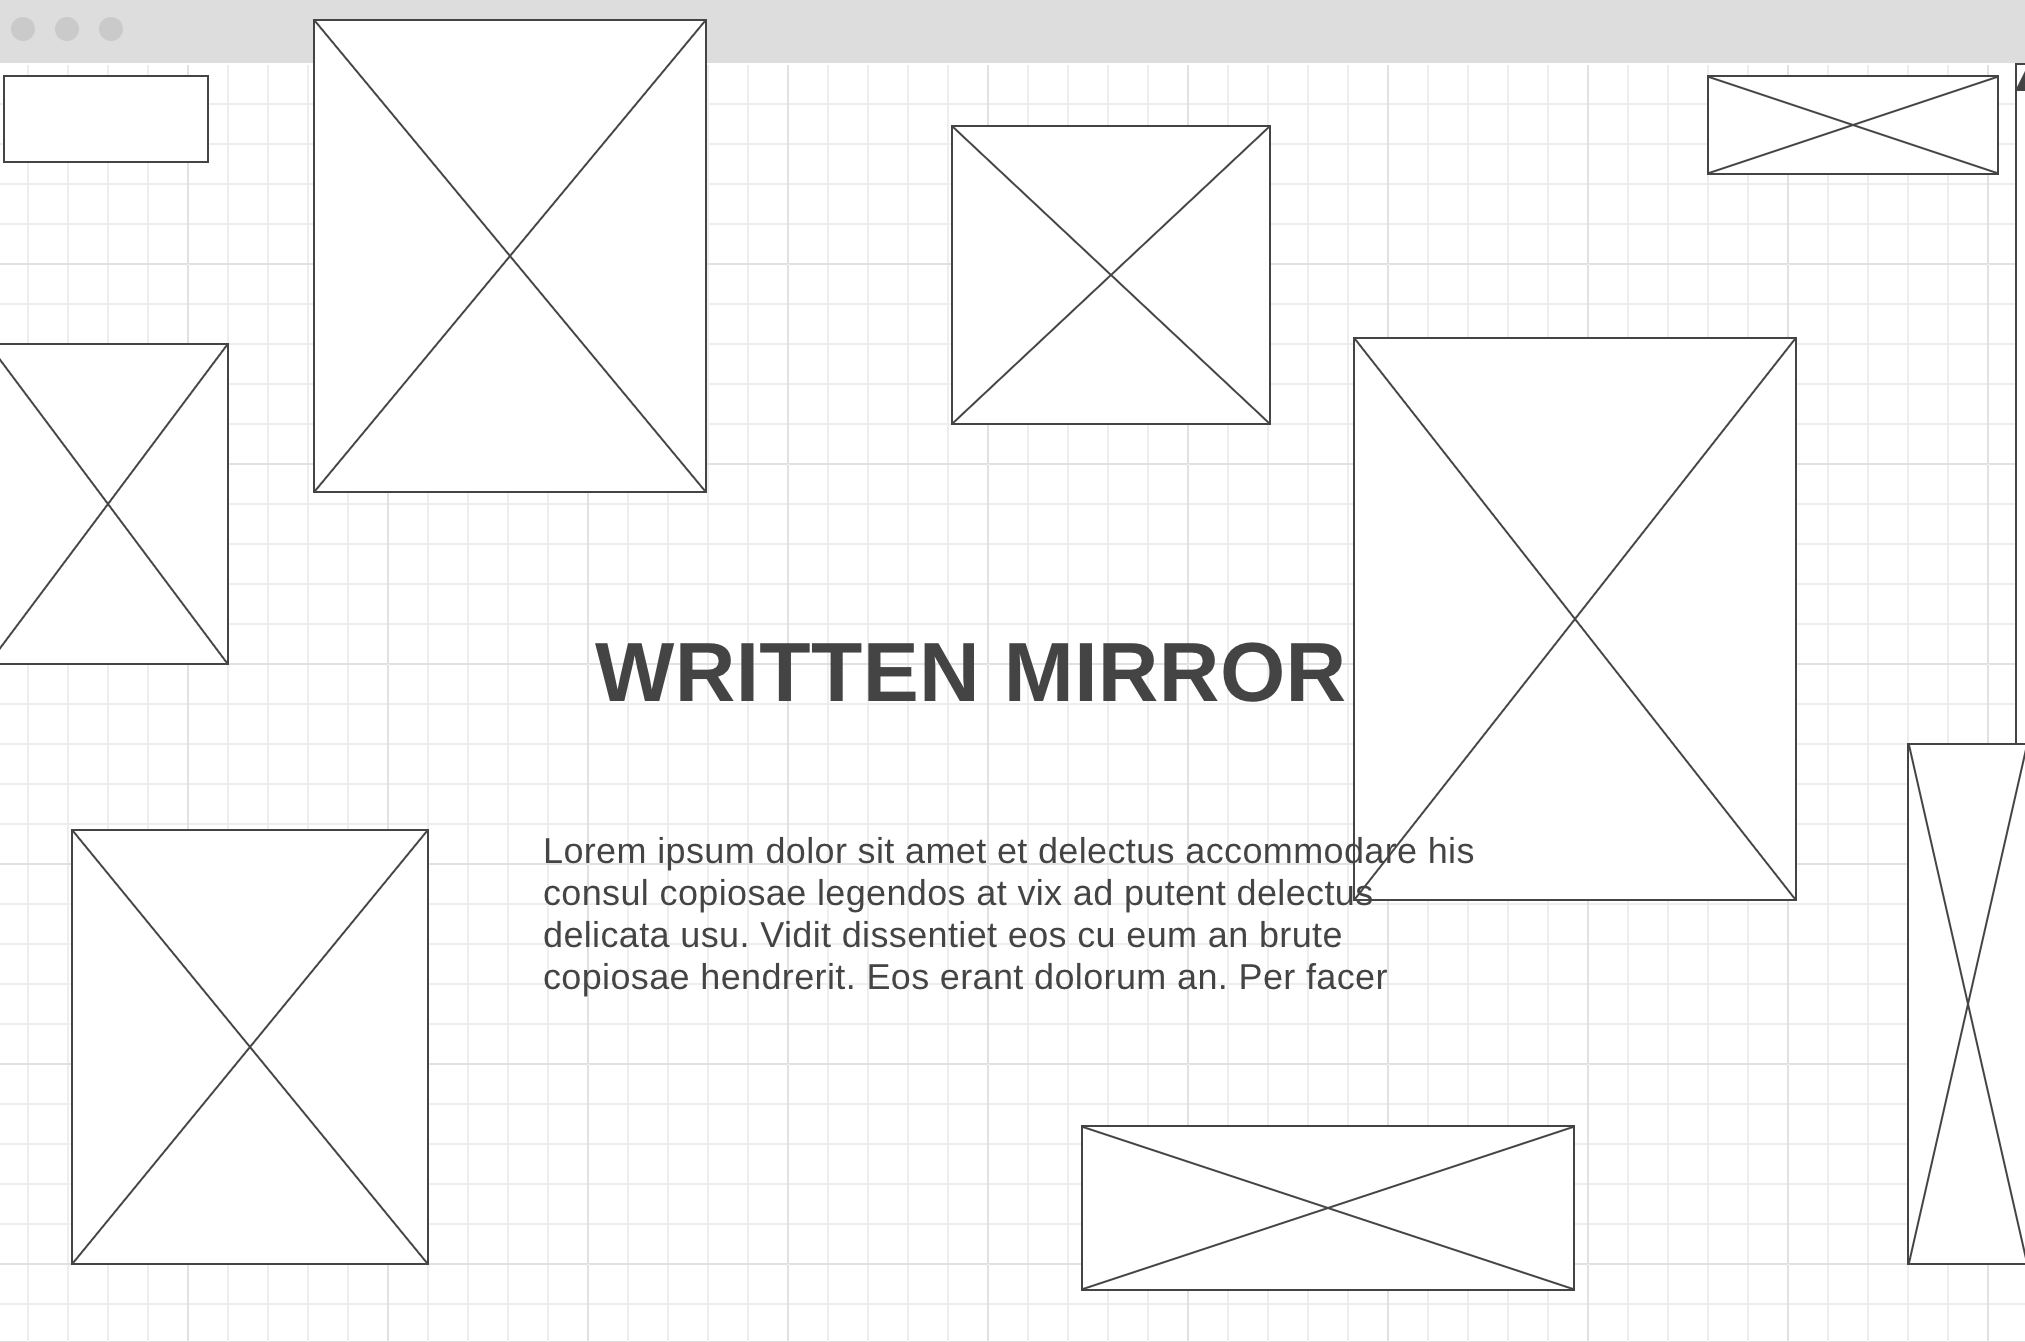 WRITTEN MIRROR
Lorem ipsum dolor sit amet et delectus accommodare his
consul copiosae legendos at vix ad putent delectus
delicata usu. Vidit dissentiet eos cu eum an brute
copiosae hendrerit. Eos erant dolorum an. Per facer